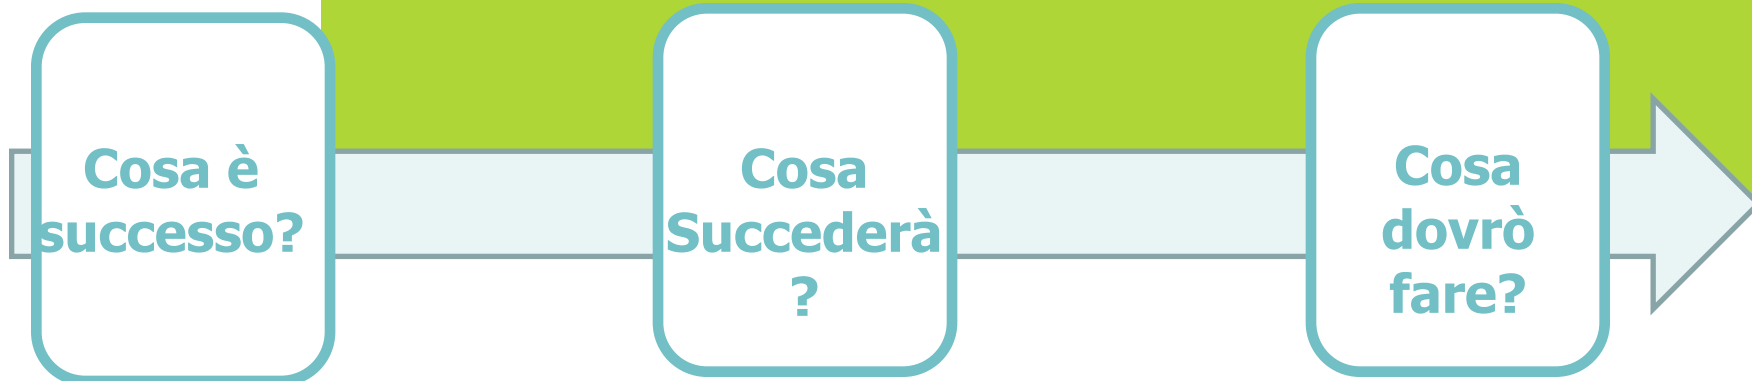 Cosa è
successo?
Cosa
Succederà
?
Cosa
dovrò
fare?